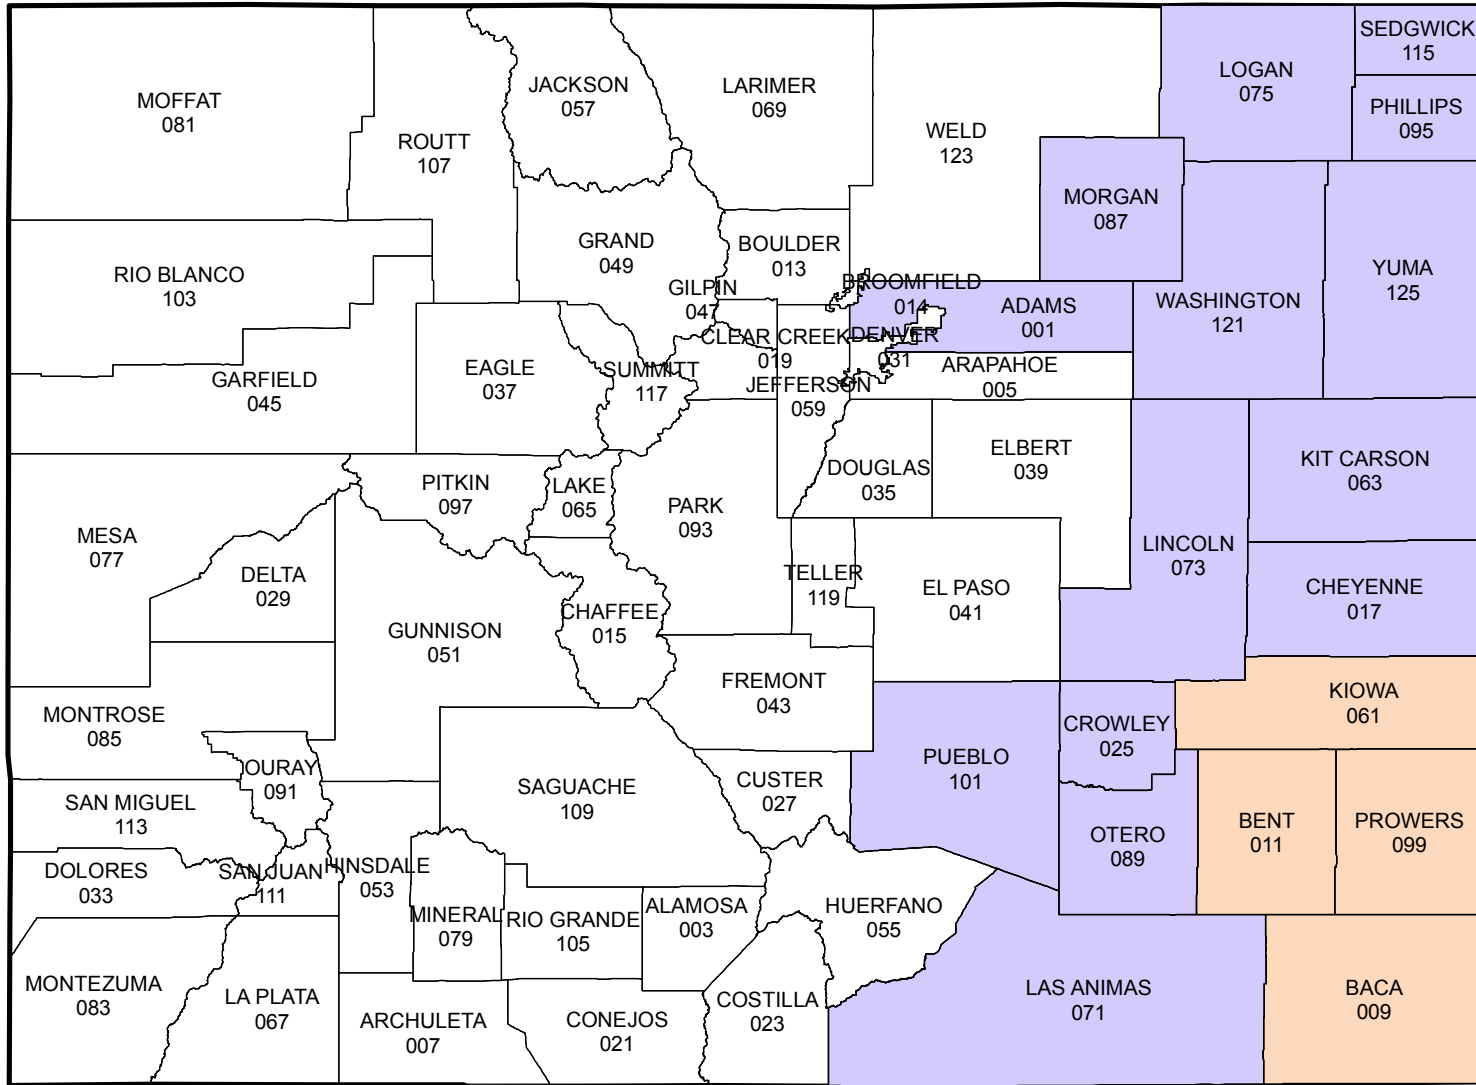 SEDGWICK
115
LOGAN
075
JACKSON
057
LARIMER
069
MOFFAT
081
PHILLIPS
095
WELD
123
ROUTT
107
MORGAN
087
GRAND
049
BOULDER
013
RIO BLANCO
103
YUMA
125
GILPIN
047
BROOMFIELD
014
ADAMS
001
WASHINGTON
121
CLEAR CREEK
019
DENVER
031
ARAPAHOE
005
EAGLE
037
SUMMITT
117
GARFIELD
045
JEFFERSON
059
ELBERT
039
KIT CARSON
063
DOUGLAS
035
PITKIN
097
LAKE
065
PARK
093
MESA
077
LINCOLN
073
DELTA
029
TELLER
119
EL PASO
041
CHEYENNE
017
CHAFFEE
015
GUNNISON
051
FREMONT
043
KIOWA
061
MONTROSE
085
CROWLEY
025
PUEBLO
101
OURAY
091
CUSTER
027
SAGUACHE
109
SAN MIGUEL
113
OTERO
089
BENT
011
PROWERS
099
DOLORES
033
SAN JUAN
111
HINSDALE
053
MINERAL
079
RIO GRANDE
105
ALAMOSA
003
HUERFANO
055
MONTEZUMA
083
LA PLATA
067
ARCHULETA
007
CONEJOS
021
COSTILLA
023
LAS ANIMAS
071
BACA
009